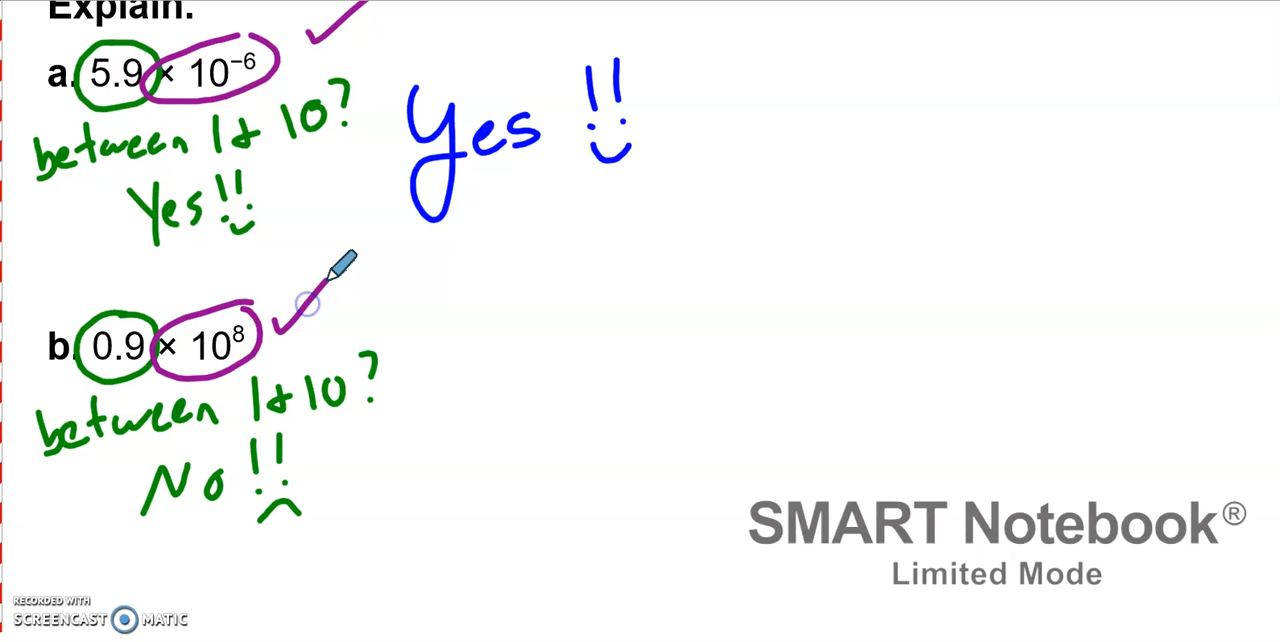 Explain.
a. 5.9 × 10⁻⁶
between 1 & 10?
Yes!!
Yes !!
b. 0.9 × 10⁸
between 1 & 10?
No !!
SMART Notebook®
Limited Mode
RECORDED WITH
SCREENCAST MATIC